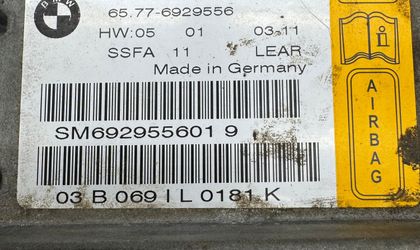 BMW
65.77-6929556
HW:05 01 03.11
SSFA 11 LEAR
Made in Germany
SM692955601 9
03 B 069 I L 0181 K
i
AIRBAG